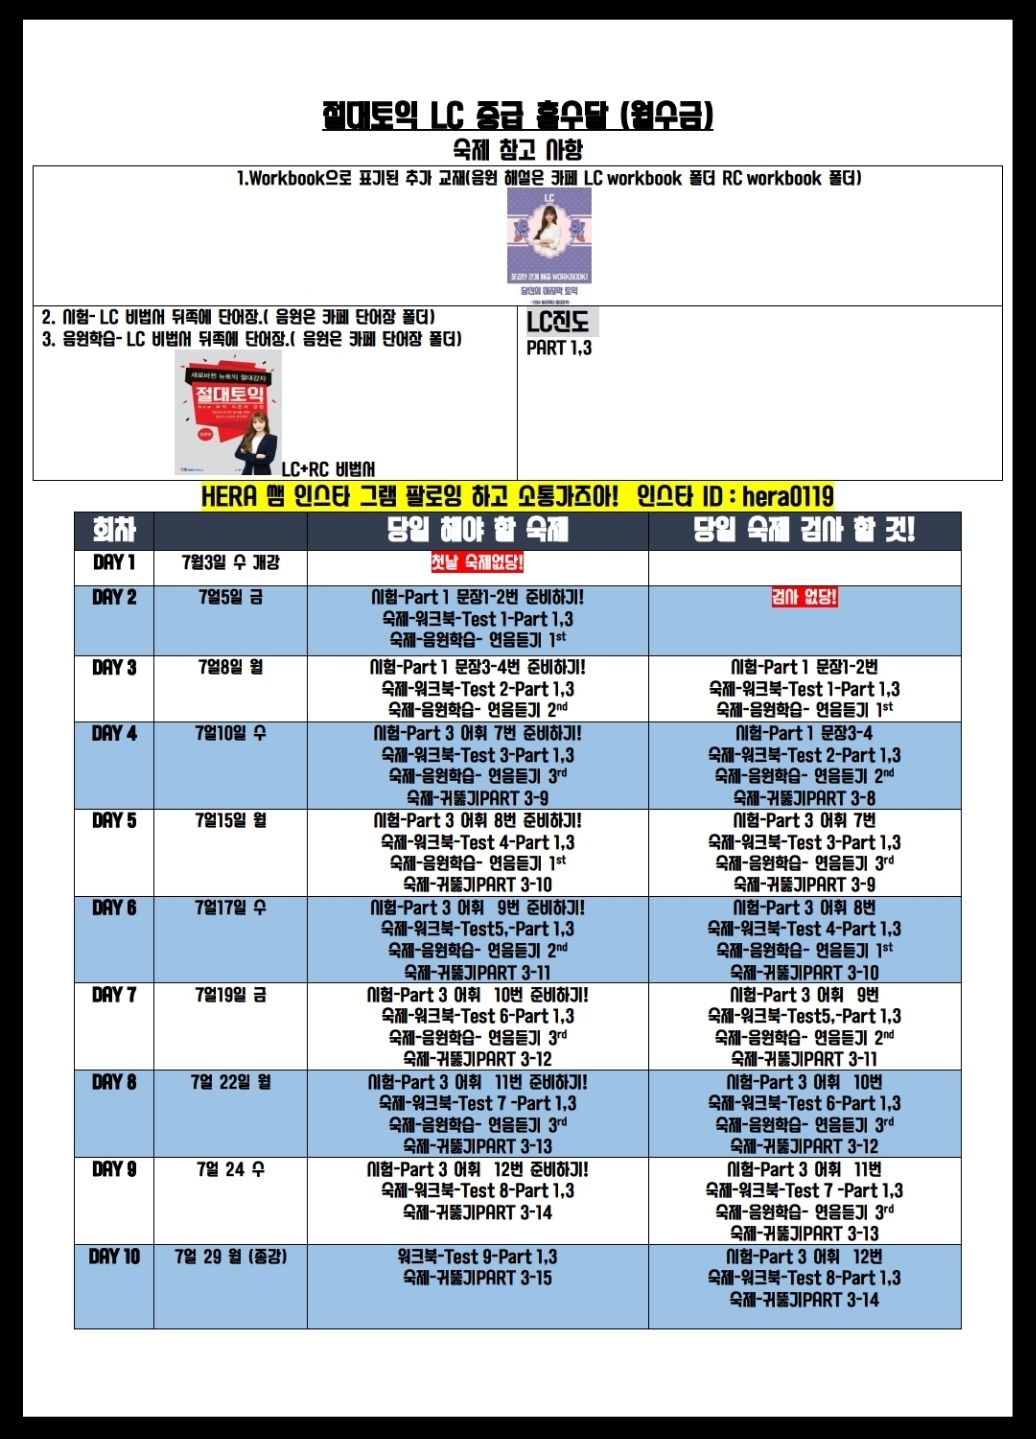 절대토익 LC 중급 홀수달 (월수금)
숙제 참고 사항
1.Workbook으로 표기된 추가 교재(음원 해설은 카페 LC workbook 폴더 RC workbook 폴더)
LC
WORKBOOK!
당신의 마지막 토익
2. 시험- LC 비법서 뒤쪽에 단어장.( 음원은 카페 단어장 폴더)
3. 음원학습- LC 비법서 뒤쪽에 단어장.( 음원은 카페 단어장 폴더)
LC진도
PART 1,3
새로바뀐 뉴토익 절대강자
절대토익
LC+RC 비법서
HERA 쌤 인스타 그램 팔로잉 하고 소통가즈아! 인스타 ID : hera0119
회차 당일 해야 할 숙제 당일 숙제 검사 할 것!
DAY 1 7월3일 수 개강 첫날 숙제없당!
DAY 2 7월5일 금 시험-Part 1 문장1-2번 준비하기! 검사 없당!
숙제-워크북-Test 1-Part 1,3
숙제-음원학습- 연음듣기 1st
DAY 3 7월8일 월 시험-Part 1 문장3-4번 준비하기! 시험-Part 1 문장1-2번
숙제-워크북-Test 2-Part 1,3 숙제-워크북-Test 1-Part 1,3
숙제-음원학습- 연음듣기 2nd 숙제-음원학습- 연음듣기 1st
DAY 4 7월10일 수 시험-Part 3 어휘 7번 준비하기! 시험-Part 1 문장3-4
숙제-워크북-Test 3-Part 1,3 숙제-워크북-Test 2-Part 1,3
숙제-음원학습- 연음듣기 3rd 숙제-음원학습- 연음듣기 2nd
숙제-귀뚫기PART 3-9 숙제-귀뚫기PART 3-8
DAY 5 7월15일 월 시험-Part 3 어휘 8번 준비하기! 시험-Part 3 어휘 7번
숙제-워크북-Test 4-Part 1,3 숙제-워크북-Test 3-Part 1,3
숙제-음원학습- 연음듣기 1st 숙제-음원학습- 연음듣기 3rd
숙제-귀뚫기PART 3-10 숙제-귀뚫기PART 3-9
DAY 6 7월17일 수 시험-Part 3 어휘 9번 준비하기! 시험-Part 3 어휘 8번
숙제-워크북-Test5,-Part 1,3 숙제-워크북-Test 4-Part 1,3
숙제-음원학습- 연음듣기 2nd 숙제-음원학습- 연음듣기 1st
숙제-귀뚫기PART 3-11 숙제-귀뚫기PART 3-10
DAY 7 7월19일 금 시험-Part 3 어휘 10번 준비하기! 시험-Part 3 어휘 9번
숙제-워크북-Test 6-Part 1,3 숙제-워크북-Test5,-Part 1,3
숙제-음원학습- 연음듣기 3rd 숙제-음원학습- 연음듣기 2nd
숙제-귀뚫기PART 3-12 숙제-귀뚫기PART 3-11
DAY 8 7월 22일 월 시험-Part 3 어휘 11번 준비하기! 시험-Part 3 어휘 10번
숙제-워크북-Test 7 -Part 1,3 숙제-워크북-Test 6-Part 1,3
숙제-음원학습- 연음듣기 3rd 숙제-음원학습- 연음듣기 3rd
숙제-귀뚫기PART 3-13 숙제-귀뚫기PART 3-12
DAY 9 7월 24 수 시험-Part 3 어휘 12번 준비하기! 시험-Part 3 어휘 11번
숙제-워크북-Test 8-Part 1,3 숙제-워크북-Test 7 -Part 1,3
숙제-귀뚫기PART 3-14 숙제-음원학습- 연음듣기 3rd
숙제-귀뚫기PART 3-13
DAY 10 7월 29 월 (종강) 워크북-Test 9-Part 1,3 시험-Part 3 어휘 12번
숙제-귀뚫기PART 3-15 숙제-워크북-Test 8-Part 1,3
숙제-귀뚫기PART 3-14